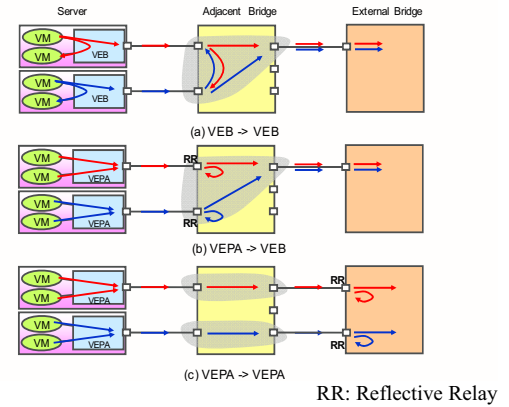 Server Adjacent Bridge External Bridge
VM
VM
VEB
VM
VM
VEB
(a) VEB -> VEB
VM
VM
VEPA
RR
VM
VM
VEPA
RR
(b) VEPA -> VEB
VM
VM
VEPA
RR
VM
VM
VEPA
RR
(c) VEPA -> VEPA
RR: Reflective Relay